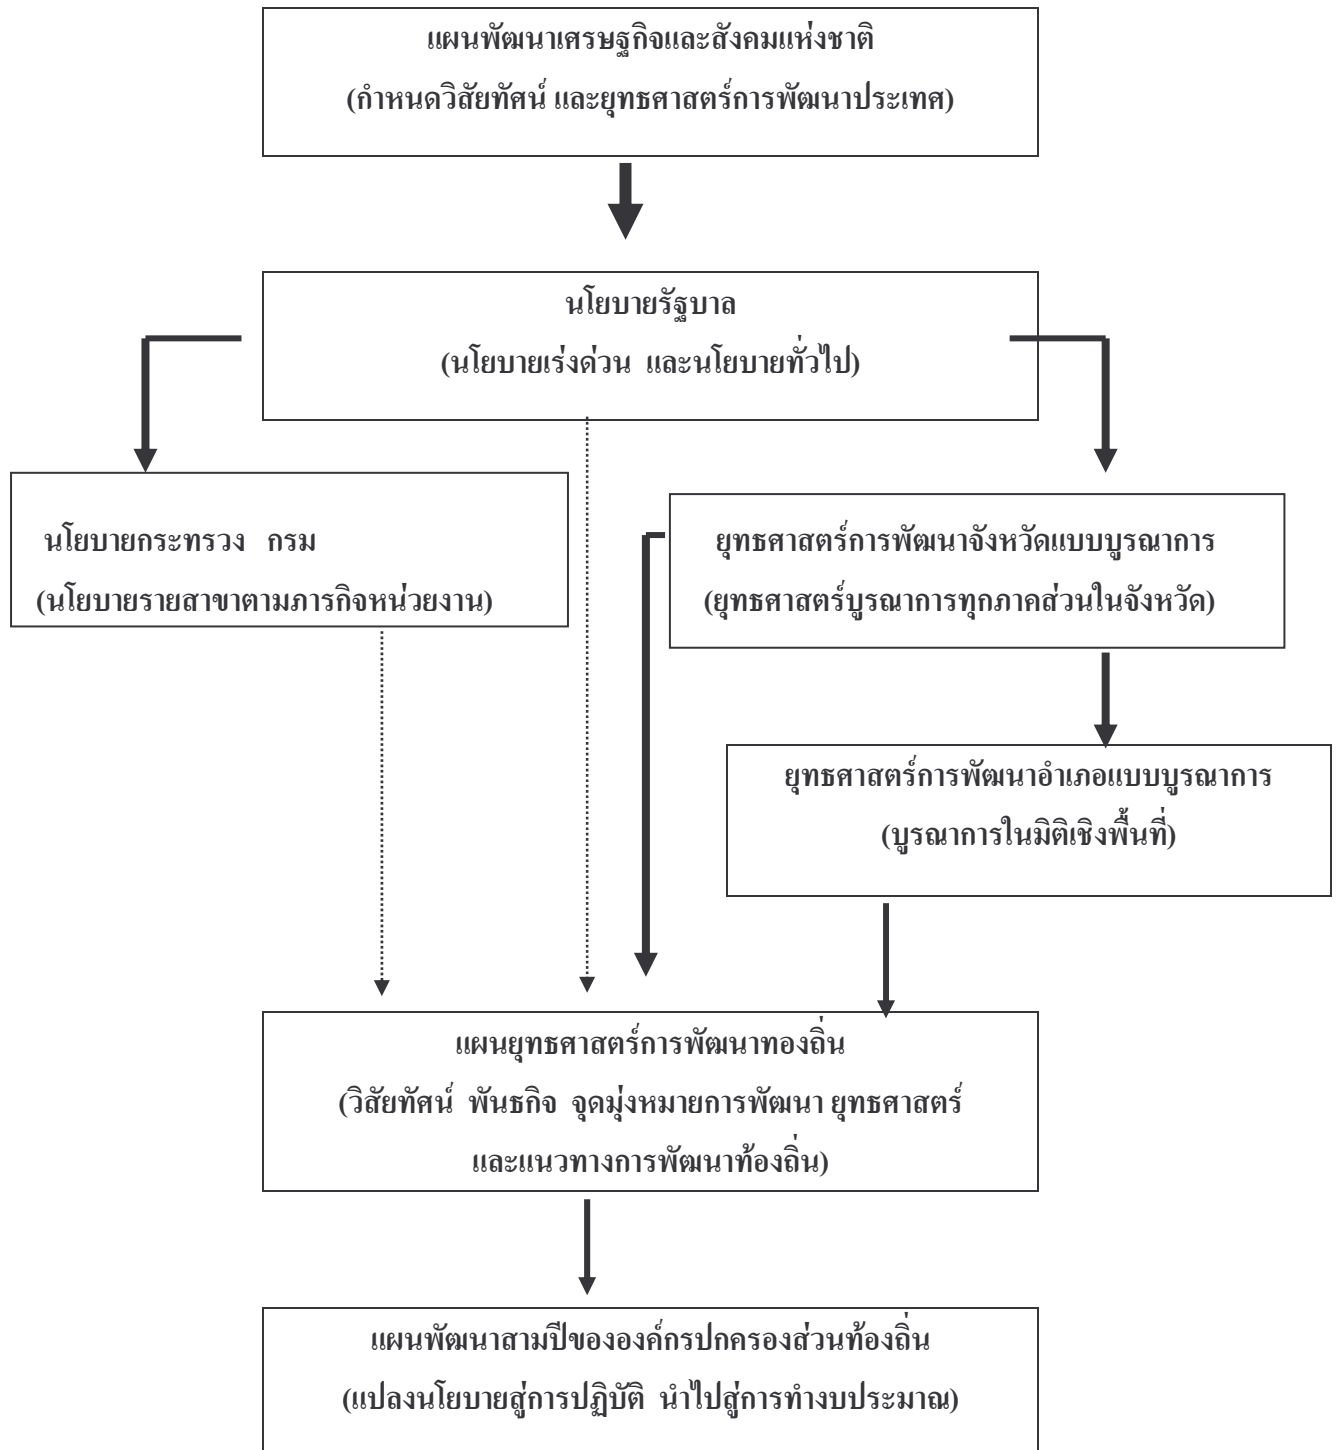 แผนพัฒนาเศรษฐกิจและสังคมแห่งชาติ
(กำหนดวิสัยทัศน์ และยุทธศาสตร์การพัฒนาประเทศ)
นโยบายรัฐบาล
(นโยบายเร่งด่วน และนโยบายทั่วไป)
นโยบายกระทรวง กรม
(นโยบายรายสาขาตามภารกิจหน่วยงาน)
ยุทธศาสตร์การพัฒนาจังหวัดแบบบูรณาการ
(ยุทธศาสตร์บูรณาการทุกภาคส่วนในจังหวัด)
ยุทธศาสตร์การพัฒนาอำเภอแบบบูรณาการ
(บูรณาการในมิติเชิงพื้นที่)
แผนยุทธศาสตร์การพัฒนาทองถิ่น
(วิสัยทัศน์ พันธกิจ จุดมุ่งหมายการพัฒนา ยุทธศาสตร์
และแนวทางการพัฒนาท้องถิ่น)
แผนพัฒนาสามปีขององค์กรปกครองส่วนท้องถิ่น
(แปลงนโยบายสู่การปฏิบัติ นำไปสู่การทำงบประมาณ)